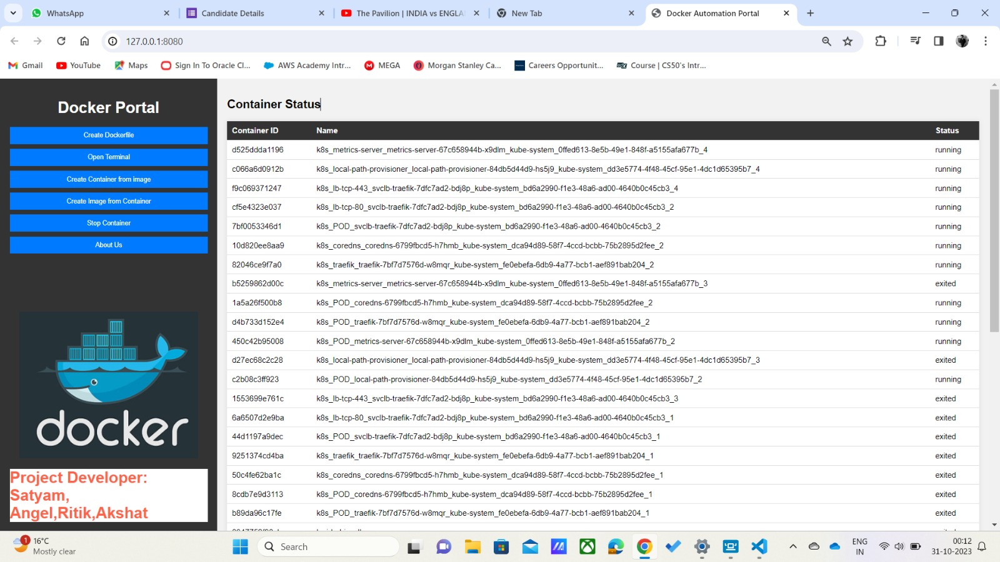 WhatsApp
Candidate Details
The Pavilion | INDIA vs ENGLA
New Tab
Docker Automation Portal
127.0.0.1:8080
Gmail
YouTube
Maps
Sign In To Oracle Cl...
AWS Academy Intr...
MEGA
Morgan Stanley Ca...
Careers Opportunit...
Course | CS50's Intr...
Docker Portal
Create Dockerfile
Open Terminal
Create Container from image
Create Image from Container
Stop Container
About Us
docker
Project Developer:
Satyam,
Angel,Ritik,Akshat
Container Status
Container ID Name Status
d525ddda1196 k8s_metrics-server_metrics-server-67c658944b-x9dlm_kube-system_0ffed613-8e5b-49e1-848f-a5155afa677b_4 running
c066a6d0912b k8s_local-path-provisioner_local-path-provisioner-84db5d44d9-hs5j9_kube-system_dd3e5774-4f48-45cf-95e1-4dc1d65395b7_4 running
f9c069371247 k8s_lb-tcp-443_svclb-traefik-7dfc7ad2-bdj8p_kube-system_bd6a2990-f1e3-48a6-ad00-4640b0c45cb3_4 running
cf5e4323e037 k8s_lb-tcp-80_svclb-traefik-7dfc7ad2-bdj8p_kube-system_bd6a2990-f1e3-48a6-ad00-4640b0c45cb3_2 running
7bf0053346d1 k8s_POD_svclb-traefik-7dfc7ad2-bdj8p_kube-system_bd6a2990-f1e3-48a6-ad00-4640b0c45cb3_2 running
10d820ee8aa9 k8s_coredns_coredns-6799fbcd5-h7hmb_kube-system_dca94d89-58f7-4ccd-bcbb-75b2895d2fee_2 running
82046ce9f7a0 k8s_traefik_traefik-7bf7d7576d-w8mqr_kube-system_fe0ebefa-6db9-4a77-bcb1-aef891bab204_2 running
b5259862d00c k8s_metrics-server_metrics-server-67c658944b-x9dlm_kube-system_0ffed613-8e5b-49e1-848f-a5155afa677b_3 exited
1a5a26f500b8 k8s_POD_coredns-6799fbcd5-h7hmb_kube-system_dca94d89-58f7-4ccd-bcbb-75b2895d2fee_2 running
d4b733d152e4 k8s_POD_traefik-7bf7d7576d-w8mqr_kube-system_fe0ebefa-6db9-4a77-bcb1-aef891bab204_2 running
450c42b95008 k8s_POD_metrics-server-67c658944b-x9dlm_kube-system_0ffed613-8e5b-49e1-848f-a5155afa677b_2 running
d27ec68c2c28 k8s_local-path-provisioner_local-path-provisioner-84db5d44d9-hs5j9_kube-system_dd3e5774-4f48-45cf-95e1-4dc1d65395b7_3 exited
c2b08c3ff923 k8s_POD_local-path-provisioner-84db5d44d9-hs5j9_kube-system_dd3e5774-4f48-45cf-95e1-4dc1d65395b7_2 running
1553699e761c k8s_lb-tcp-443_svclb-traefik-7dfc7ad2-bdj8p_kube-system_bd6a2990-f1e3-48a6-ad00-4640b0c45cb3_3 exited
6a6507d2e9ba k8s_lb-tcp-80_svclb-traefik-7dfc7ad2-bdj8p_kube-system_bd6a2990-f1e3-48a6-ad00-4640b0c45cb3_1 exited
44d1197a9dec k8s_POD_svclb-traefik-7dfc7ad2-bdj8p_kube-system_bd6a2990-f1e3-48a6-ad00-4640b0c45cb3_1 exited
9251374cd4ba k8s_traefik_traefik-7bf7d7576d-w8mqr_kube-system_fe0ebefa-6db9-4a77-bcb1-aef891bab204_1 exited
50c4fe62ba1c k8s_coredns_coredns-6799fbcd5-h7hmb_kube-system_dca94d89-58f7-4ccd-bcbb-75b2895d2fee_1 exited
8cdb7e9d3113 k8s_POD_coredns-6799fbcd5-h7hmb_kube-system_dca94d89-58f7-4ccd-bcbb-75b2895d2fee_1 exited
b89da96c17fe k8s_POD_traefik-7bf7d7576d-w8mqr_kube-system_fe0ebefa-6db9-4a77-bcb1-aef891bab204_1 exited
1
16°C
Mostly clear
Search
ENG
IN
00:12
31-10-2023